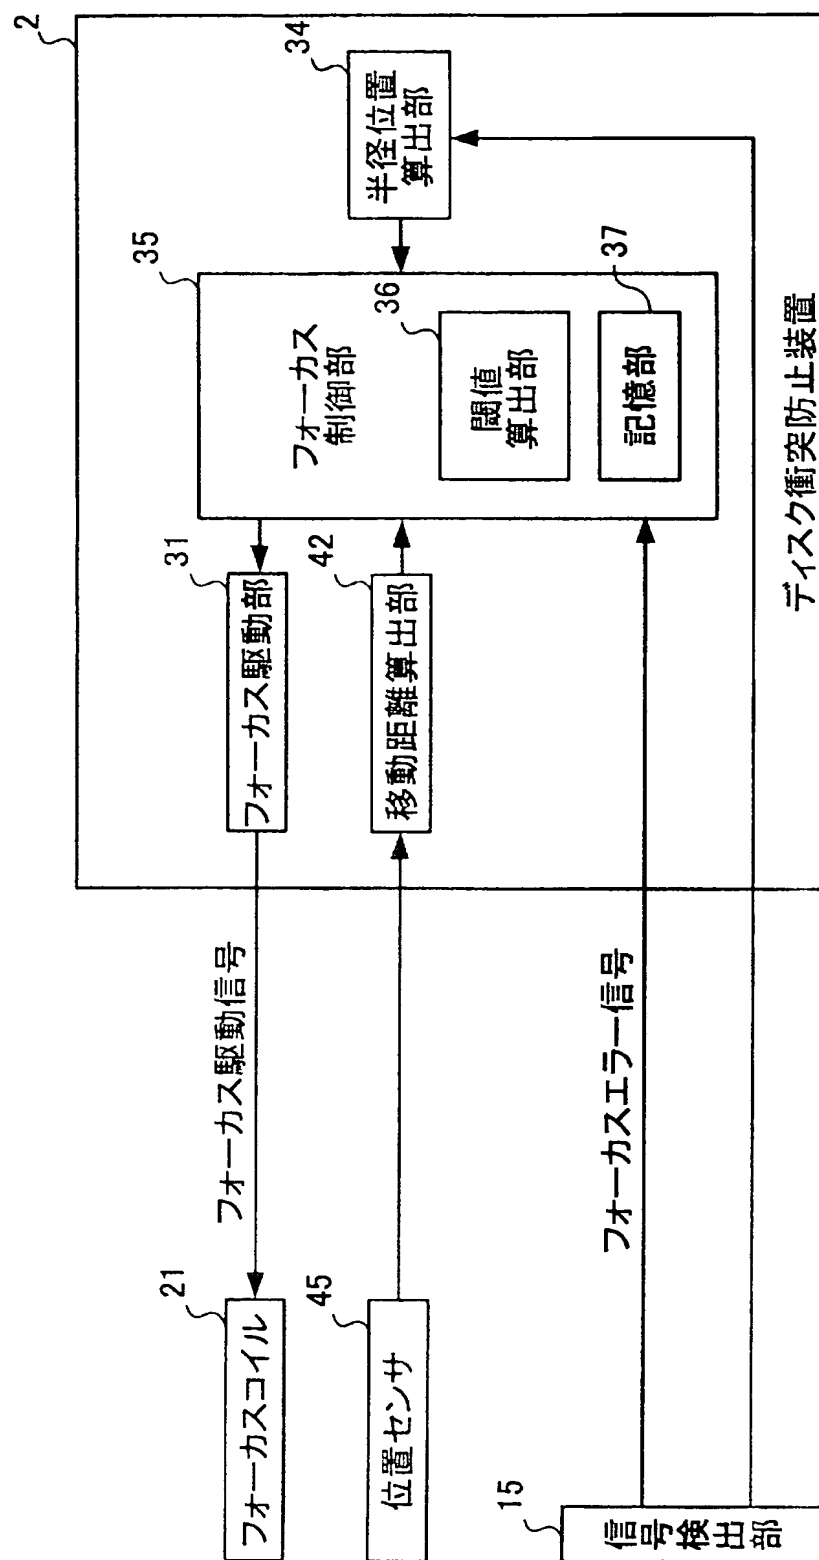 2
34
半径位置
算出部
35
フォーカス
制御部
36
閾値
算出部
37
記憶部
31
フォーカス駆動部
42
移動距離算出部
ディスク衝突防止装置
フォーカス駆動信号
フォーカスエラー信号
21
フォーカスコイル
45
位置センサ
15
信号検出部